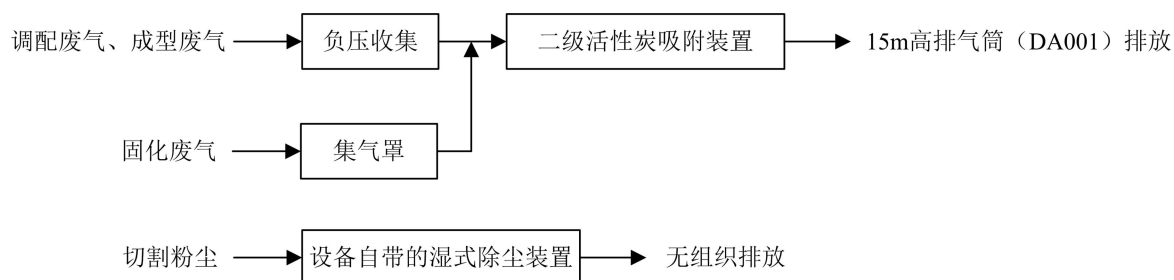 调配废气、成型废气
负压收集
二级活性炭吸附装置
15m高排气筒（DA001）排放
固化废气
集气罩
切割粉尘
设备自带的湿式除尘装置
无组织排放